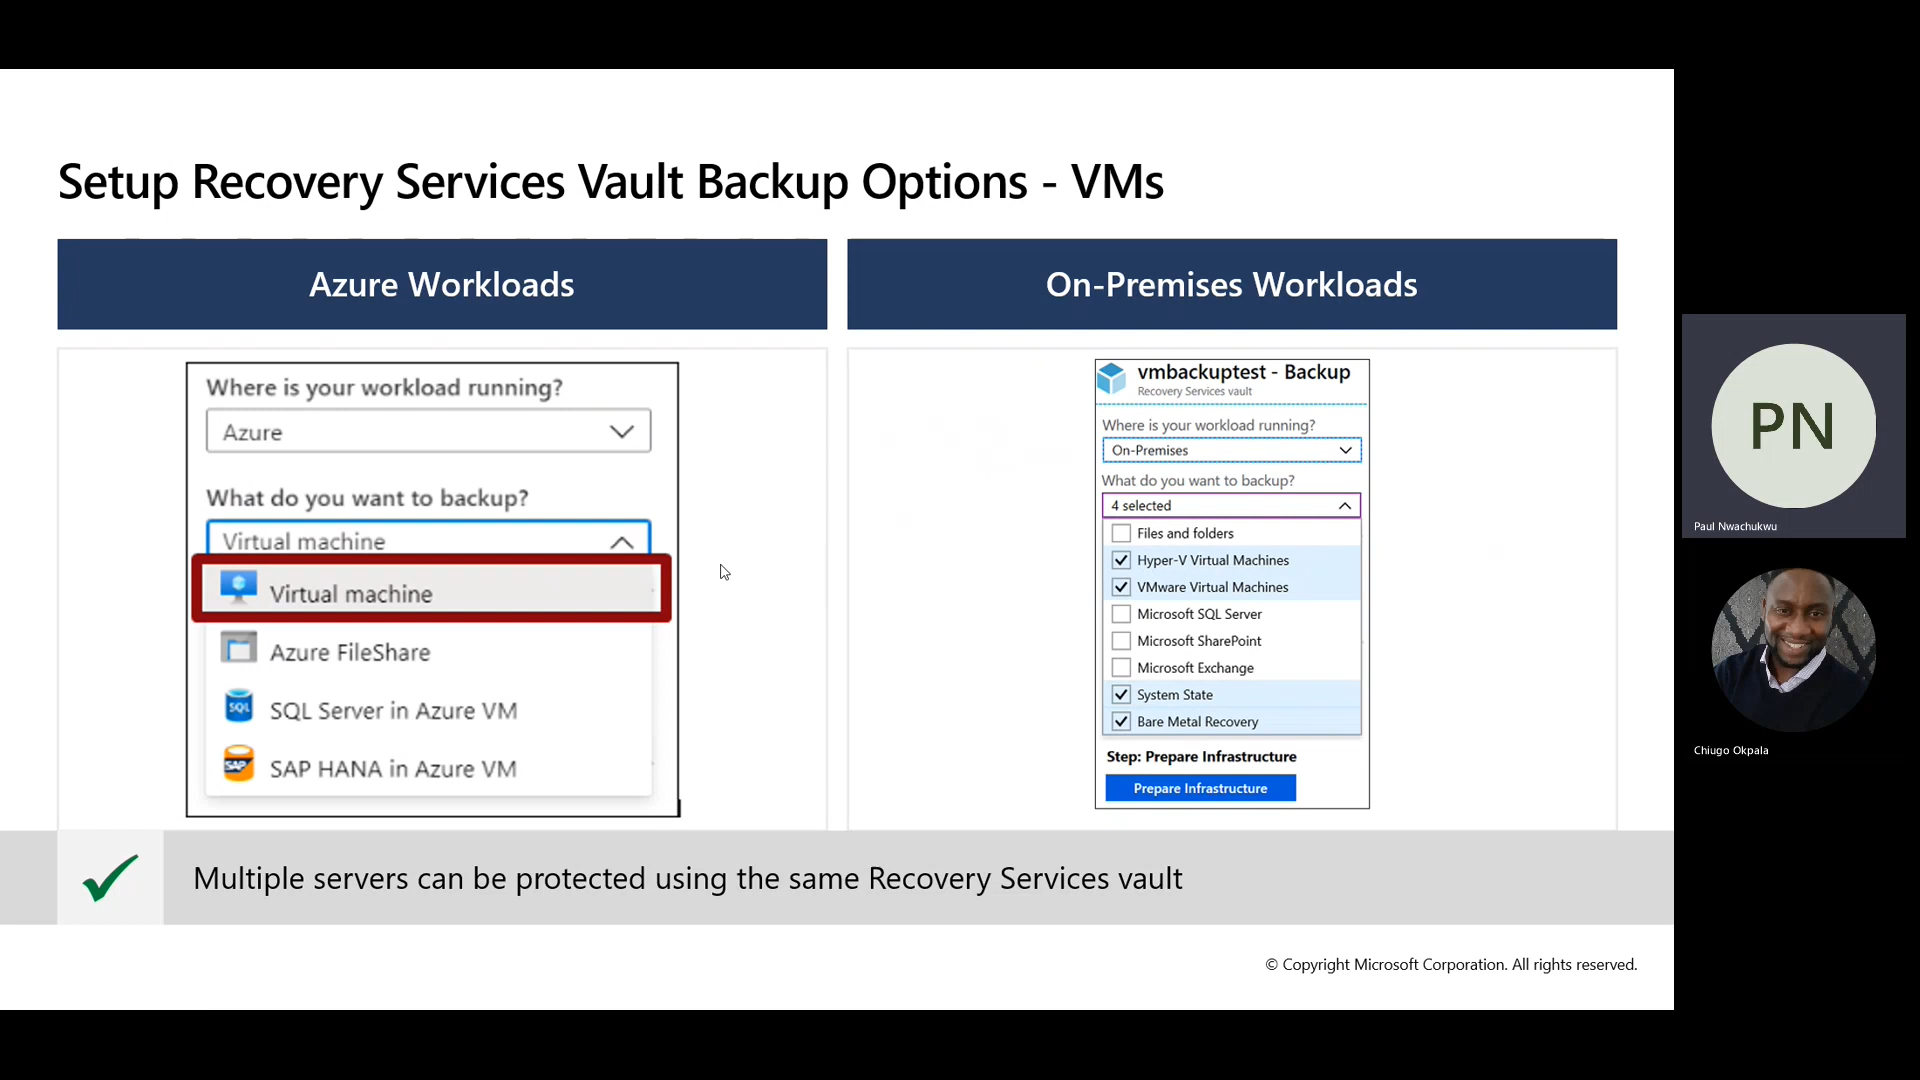 Setup Recovery Services Vault Backup Options - VMs
Azure Workloads
Where is your workload running?
Azure
What do you want to backup?
Virtual machine
Virtual machine
Azure FileShare
SQL
SQL Server in Azure VM
SAP
SAP HANA in Azure VM
On-Premises Workloads
vmbackuptest - Backup
Recovery Services vault
Where is your workload running?
On-Premises
What do you want to backup?
4 selected
Files and folders
Hyper-V Virtual Machines
VMware Virtual Machines
Microsoft SQL Server
Microsoft SharePoint
Microsoft Exchange
System State
Bare Metal Recovery
Step: Prepare Infrastructure
Prepare Infrastructure
Multiple servers can be protected using the same Recovery Services vault
© Copyright Microsoft Corporation. All rights reserved.
PN
Paul Nwachukwu
Chiugo Okpala